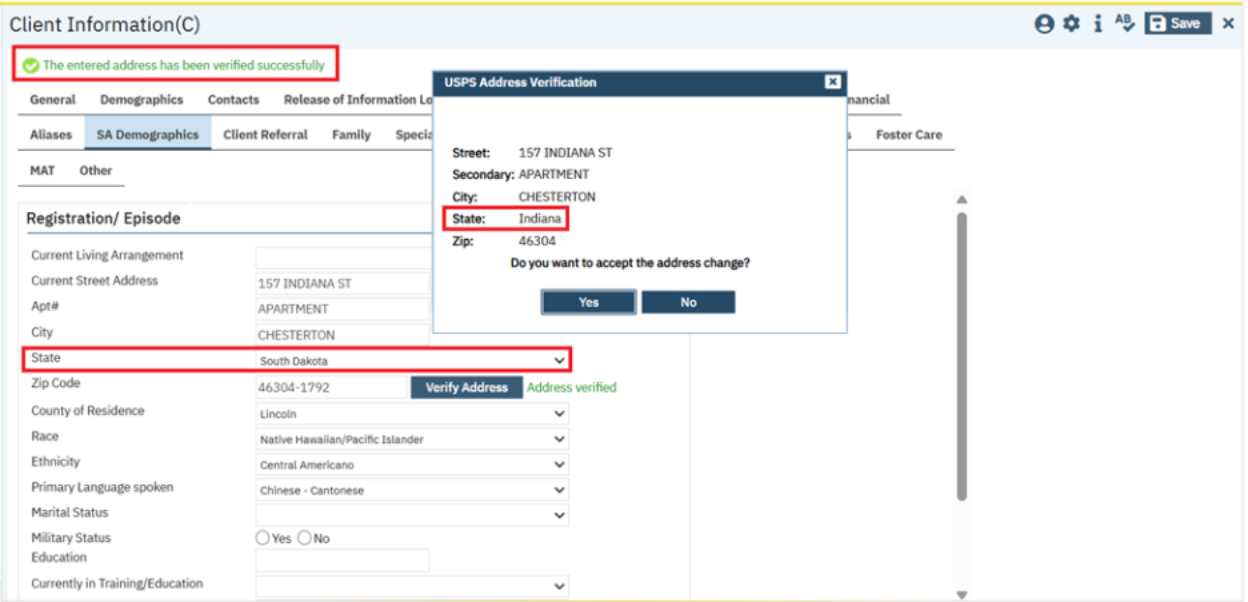 Client Information(C)
Save
The entered address has been verified successfully
General Demographics Contacts Release of Information
Aliases SA Demographics Client Referral Family Foster Care
MAT Other
USPS Address Verification
Street: 157 INDIANA ST
Secondary: APARTMENT
City: CHESTERTON
State: Indiana
Zip: 46304
Do you want to accept the address change?
Yes No
Registration/ Episode
Current Living Arrangement
Current Street Address 157 INDIANA ST
Apt# APARTMENT
City CHESTERTON
State South Dakota
Zip Code 46304-1792 Verify Address Address verified
County of Residence Lincoln
Race Native Hawaiian/Pacific Islander
Ethnicity Central Americano
Primary Language spoken Chinese - Cantonese
Marital Status
Military Status Yes No
Education
Currently in Training/Education